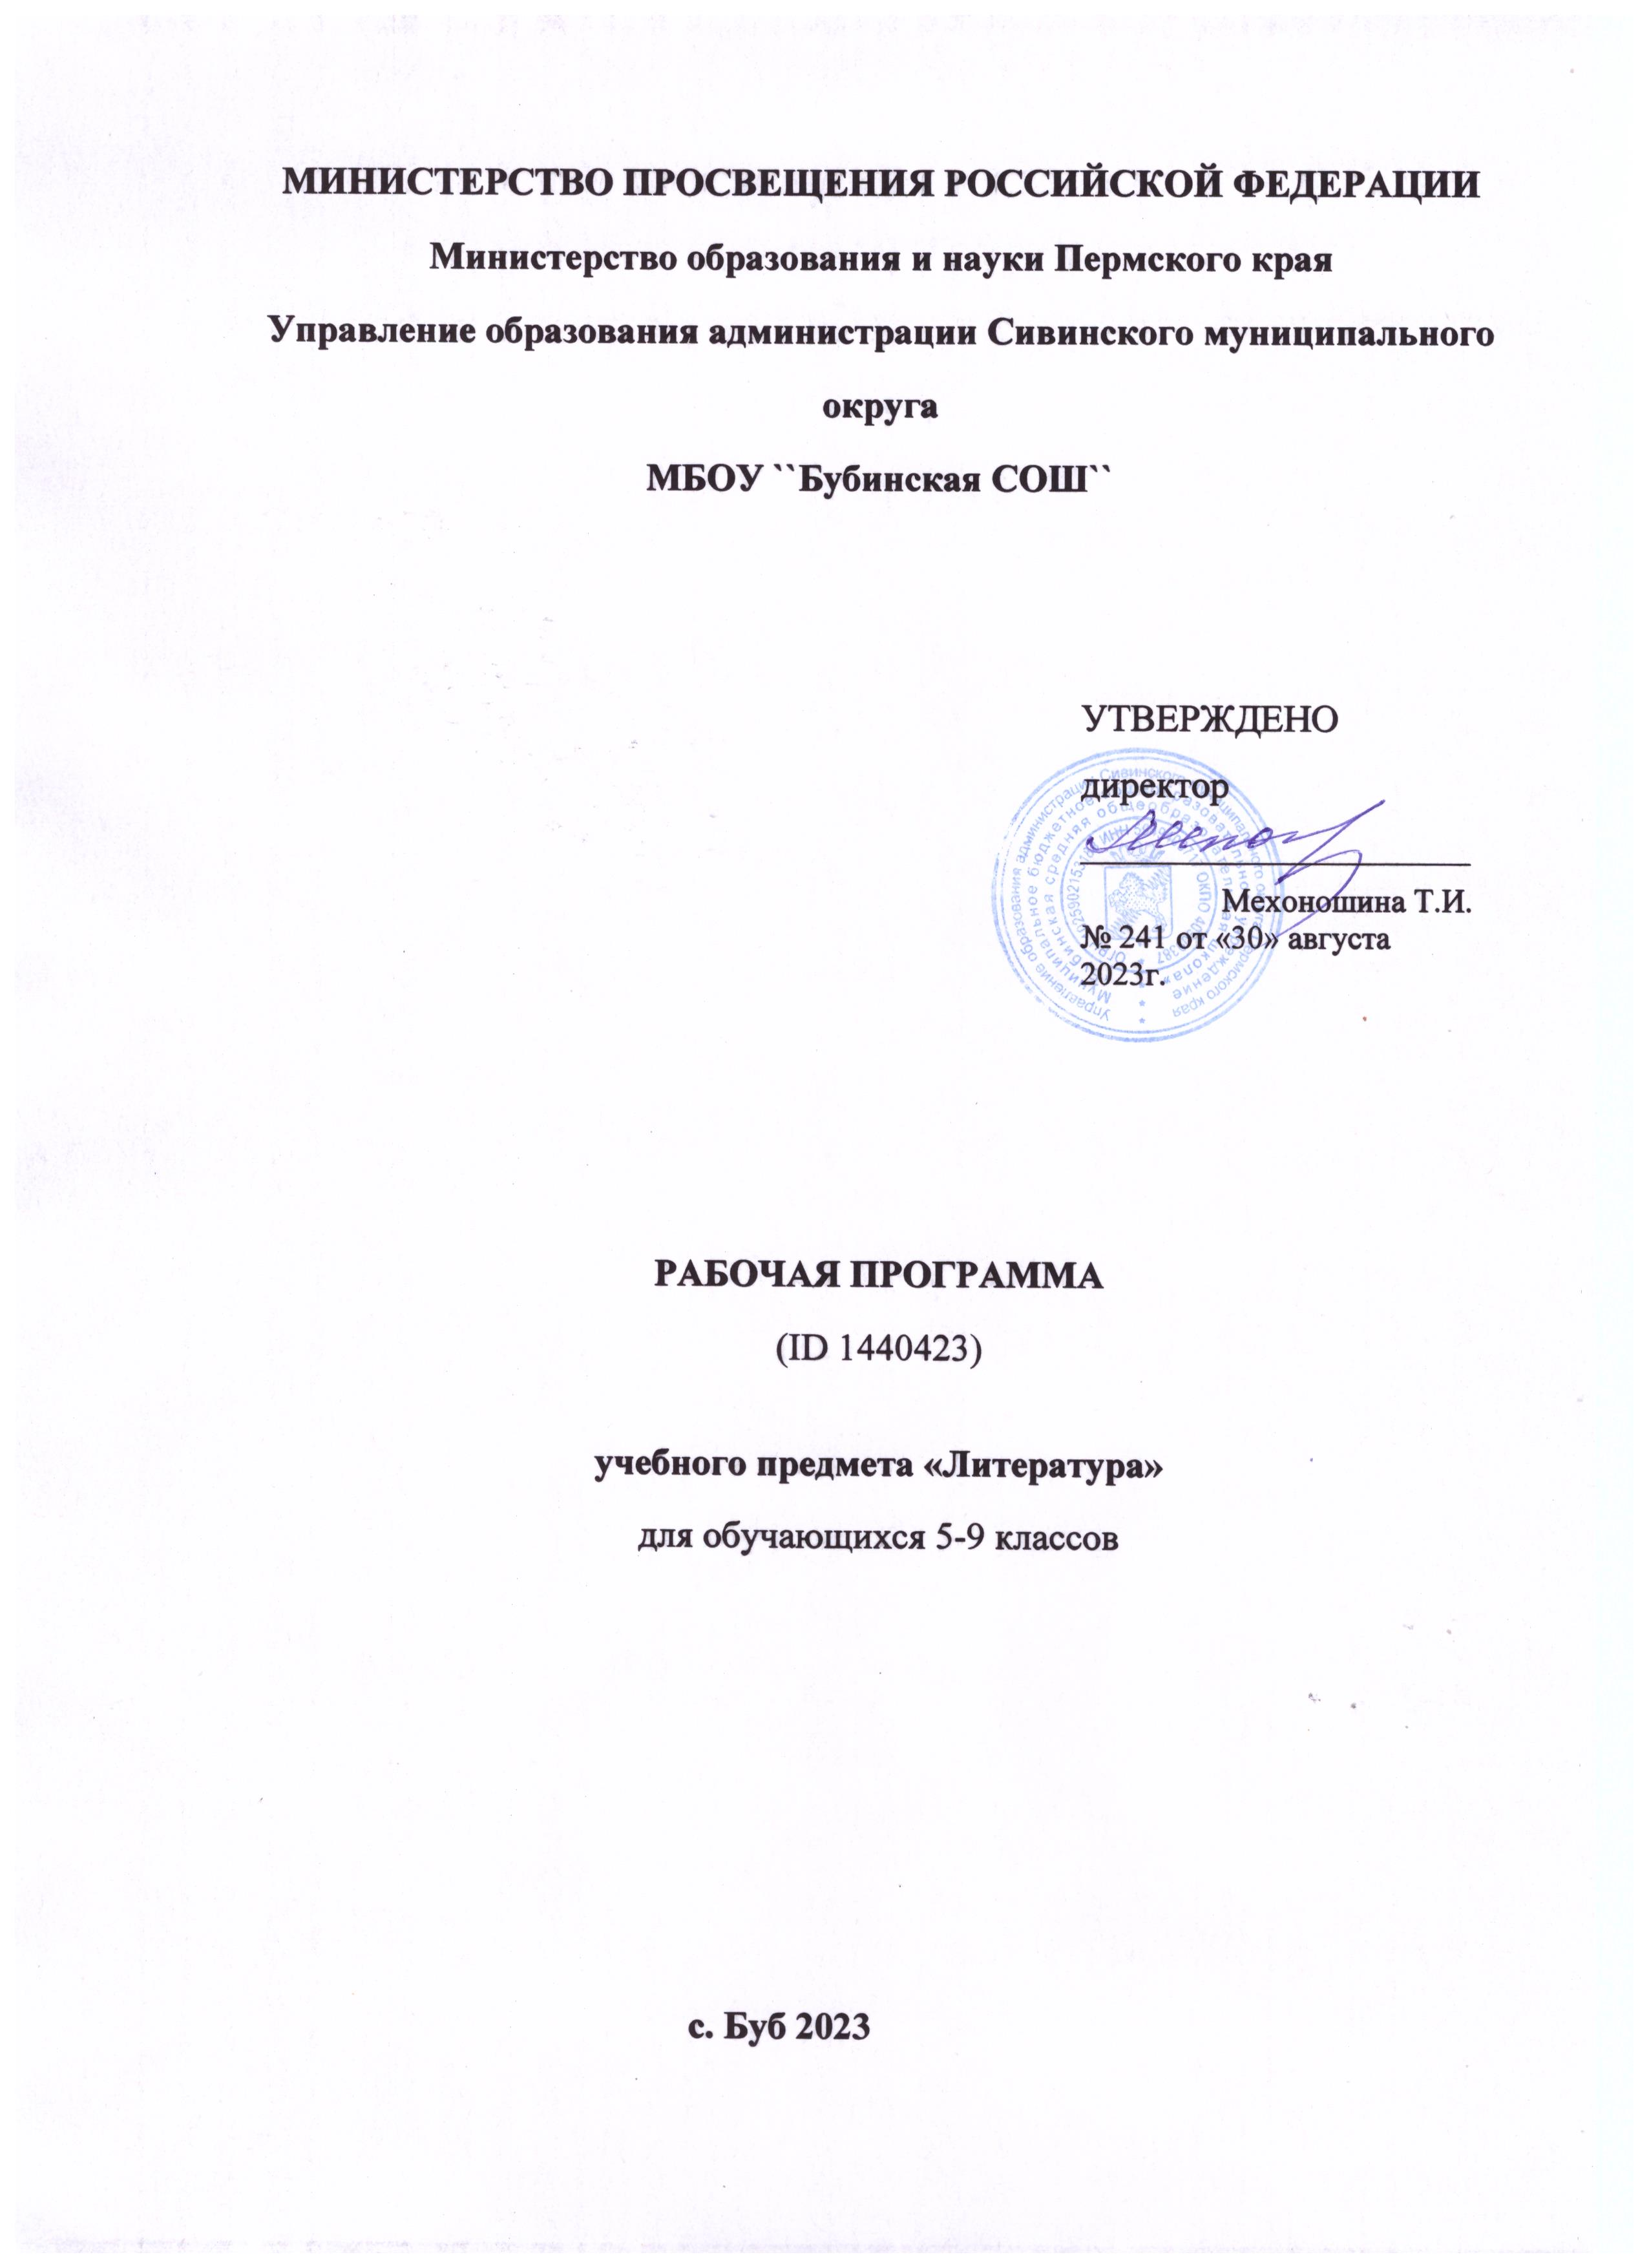 МИНИСТЕРСТВО ПРОСВЕЩЕНИЯ РОССИЙСКОЙ ФЕДЕРАЦИИ
Министерство образования и науки Пермского края
Управление образования администрации Сивинского муниципального
округа
МБОУ ``Бубинская СОШ``
УТВЕРЖДЕНО
директор
Мехоношина Т.И.
№ 241 от «30» августа
2023г.
РАБОЧАЯ ПРОГРАММА
(ID 1440423)
учебного предмета «Литература»
для обучающихся 5-9 классов
с. Буб 2023